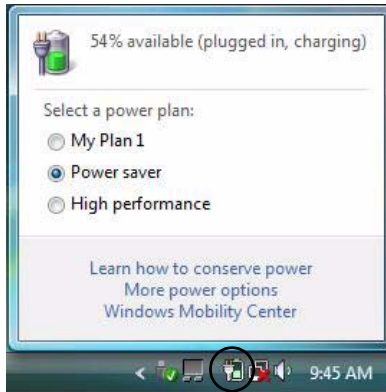 54% available (plugged in, charging)
Select a power plan:
My Plan 1
Power saver
High performance
Learn how to conserve power
More power options
Windows Mobility Center
9:45 AM